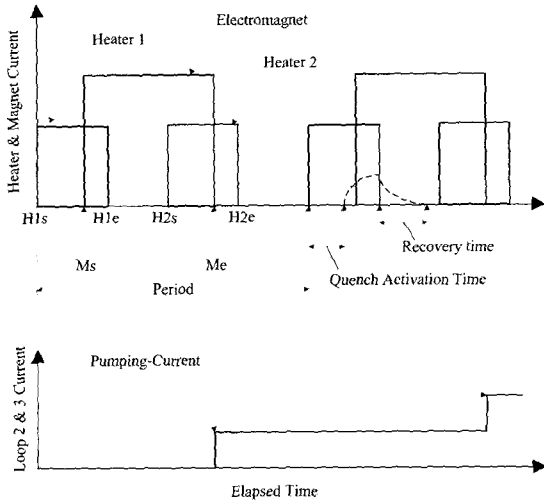 Electromagnet
Heater 1
Heater 2
Heater & Magnet Current
H1s
H1e
H2s
H2e
Recovery time
Ms
Me
Quench Activation Time
Period
Pumping-Current
Loop 2 & 3 Current
Elapsed Time